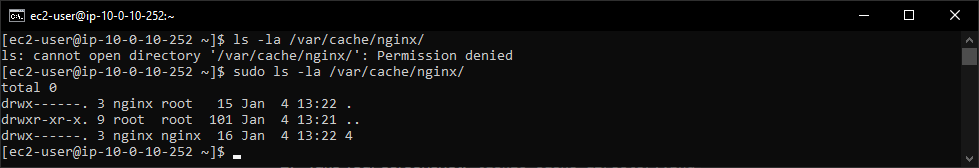 ec2-user@ip-10-0-10-252:~
[ec2-user@ip-10-0-10-252 ~]$ ls -la /var/cache/nginx/
ls: cannot open directory '/var/cache/nginx/': Permission denied
[ec2-user@ip-10-0-10-252 ~]$ sudo ls -la /var/cache/nginx/
total 0
drwx------. 3 nginx root   15 Jan  4 13:22 .
drwxr-xr-x. 9 root  root  101 Jan  4 13:21 ..
drwx------. 3 nginx nginx  16 Jan  4 13:22 4
[ec2-user@ip-10-0-10-252 ~]$